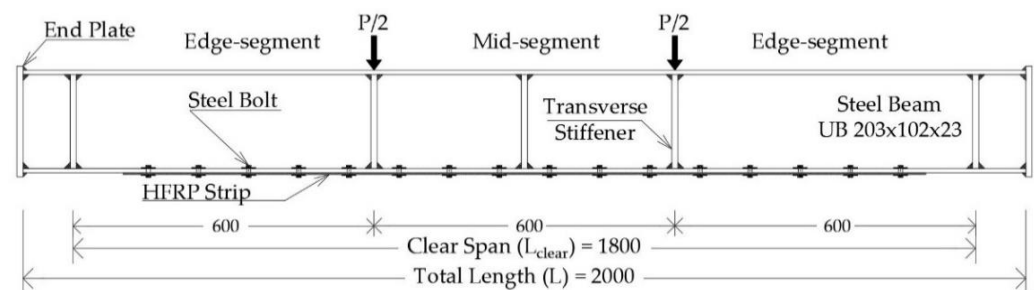 End Plate
Edge-segment
P/2
Mid-segment
P/2
Edge-segment
Steel Bolt
Transverse
Stiffener
Steel Beam
UB 203x102x23
HFRP Strip
600
600
600
Clear Span (Lclear) = 1800
Total Length (L) = 2000